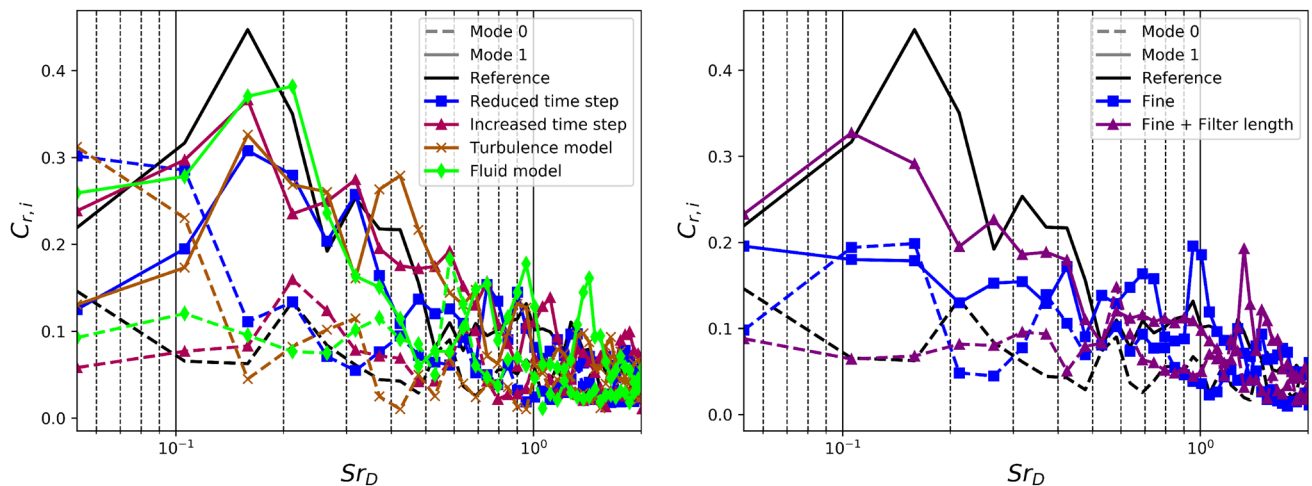 Mode 0
Mode 1
Reference
Reduced time step
Increased time step
Turbulence model
Fluid model
0.4
0.3
0.2
0.1
0.0
C_{r,i}
10^{-1}
10^{0}
Sr_D
Mode 0
Mode 1
Reference
Fine
Fine + Filter length
0.4
0.3
0.2
0.1
0.0
C_{r,i}
10^{-1}
10^{0}
Sr_D